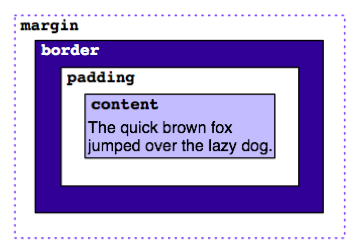 margin
border
padding
content
The quick brown fox
jumped over the lazy dog.